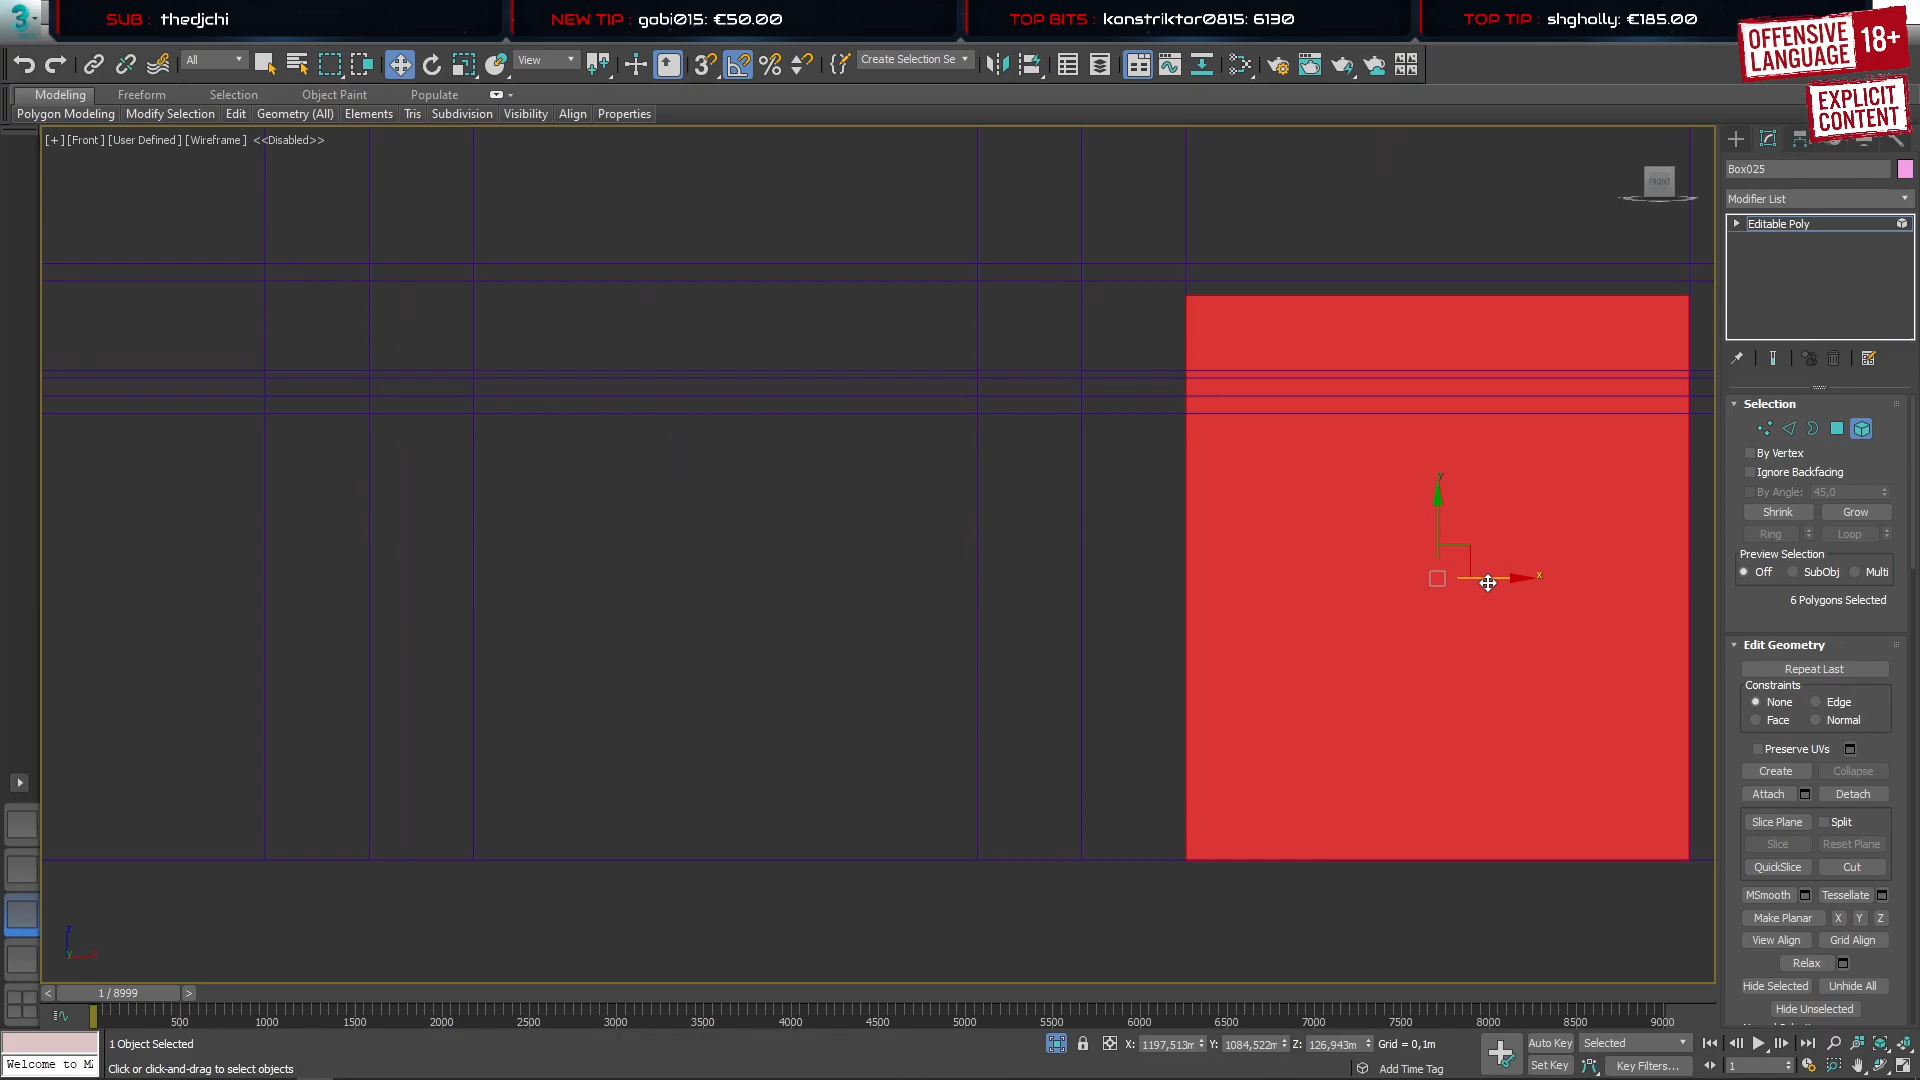 SUB : thedjchi
NEW TIP : gabi015: €50.00
TOP BITS : konstriktor0815: 6130
TOP TIP : shgholly: €185.00
OFFENSIVE LANGUAGE 18+
EXPLICIT CONTENT
3
All
View
Create Selection Se
Modeling
Freeform
Selection
Object Paint
Populate
Polygon Modeling
Modify Selection
Edit
Geometry (All)
Elements
Tris
Subdivision
Visibility
Align
Properties
[+] [Front] [User Defined] [Wireframe] <<Disabled>>
FRONT
Box025
Modifier List
Editable Poly
Selection
By Vertex
Ignore Backfacing
By Angle: 45,0
Shrink
Grow
Ring
Loop
Preview Selection
Off
SubObj
Multi
6 Polygons Selected
Edit Geometry
Repeat Last
Constraints
None
Edge
Face
Normal
Preserve UVs
Create
Collapse
Attach
Detach
Slice Plane
Split
Slice
Reset Plane
QuickSlice
Cut
MSmooth
Tessellate
Make Planar
X
Y
Z
View Align
Grid Align
Relax
Hide Selected
Unhide All
Hide Unselected
y
x
z
y
< 1 / 8999 >
500 1000 1500 2000 2500 3000 3500 4000 4500 5000 5500 6000 6500 7000 7500 8000 8500 9000
1 Object Selected
X: 1197,513m Y: 1084,522m Z: 126,943m Grid = 0,1m
Auto Key
Selected
Welcome to M
Click or click-and-drag to select objects
Add Time Tag
Set Key
Key Filters...
1